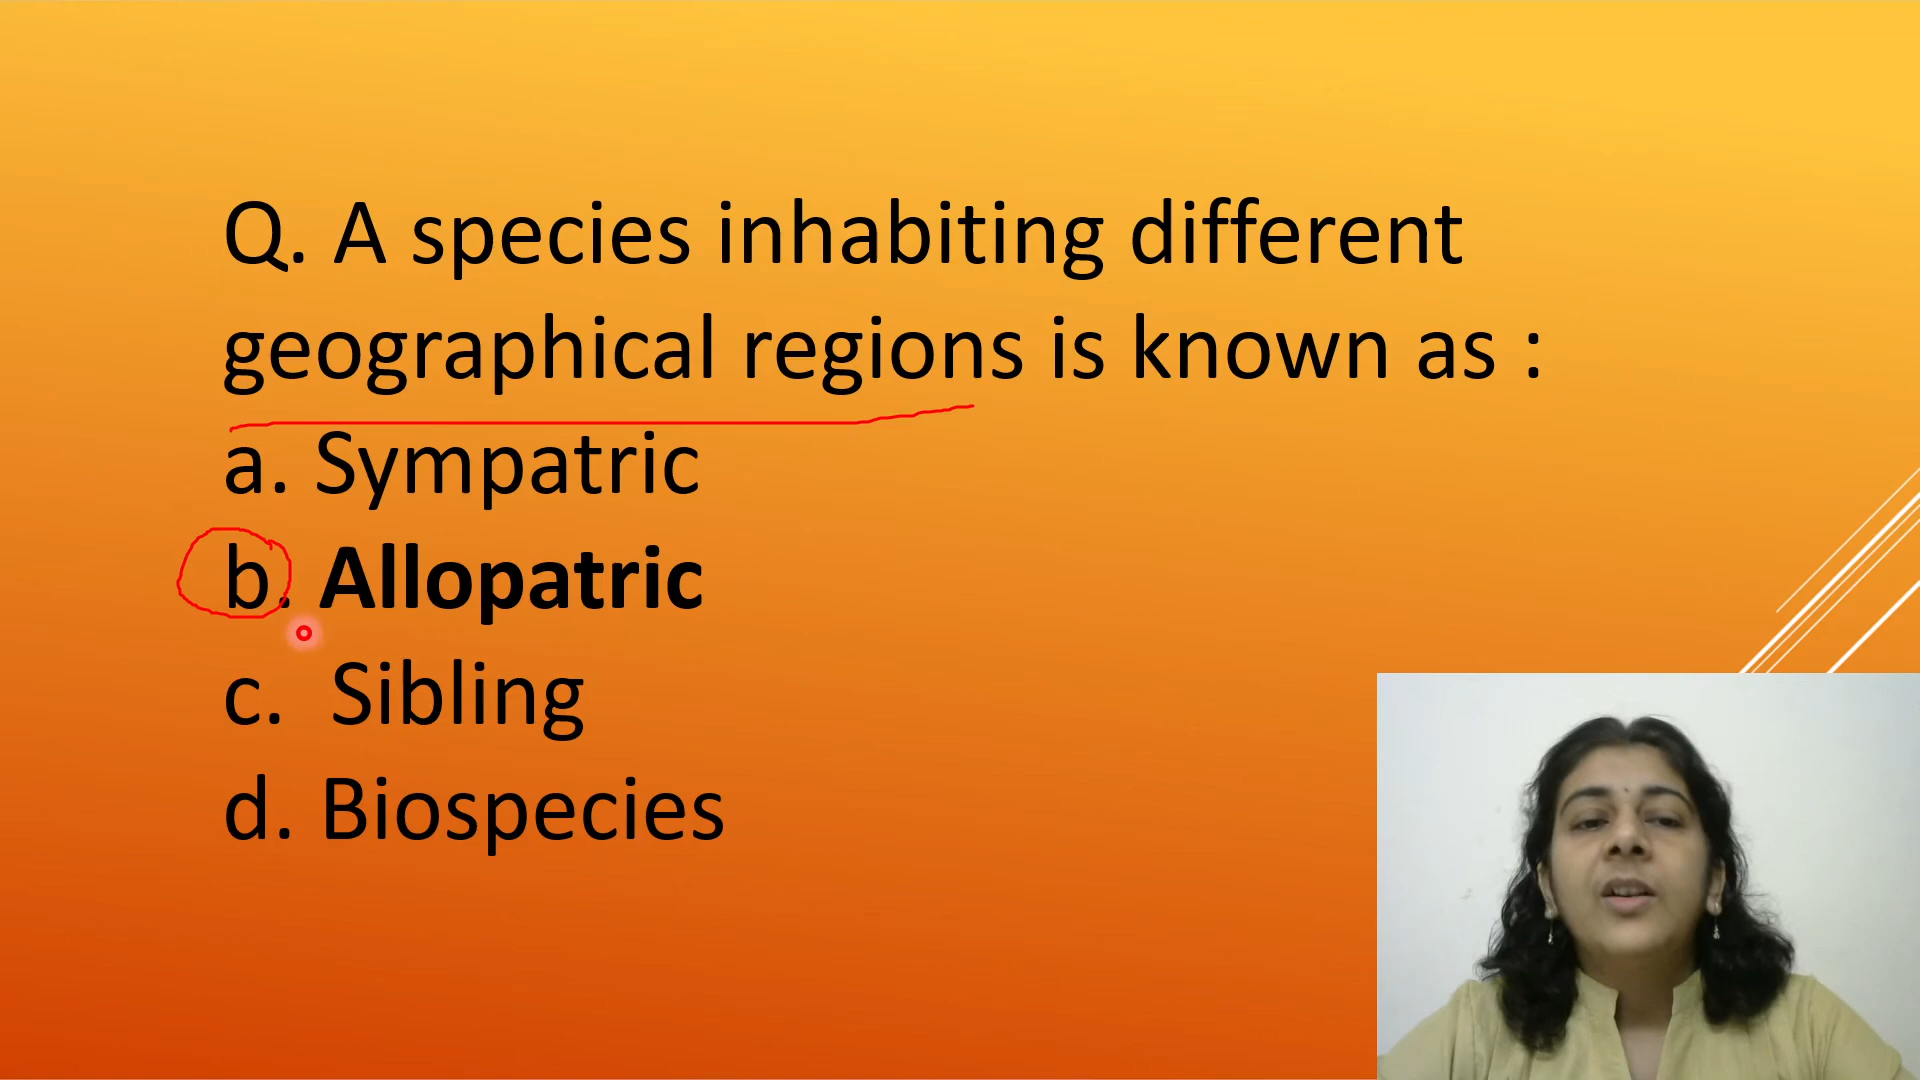 Q. A species inhabiting different
geographical regions is known as :
a. Sympatric
b. Allopatric
c. Sibling
d. Biospecies